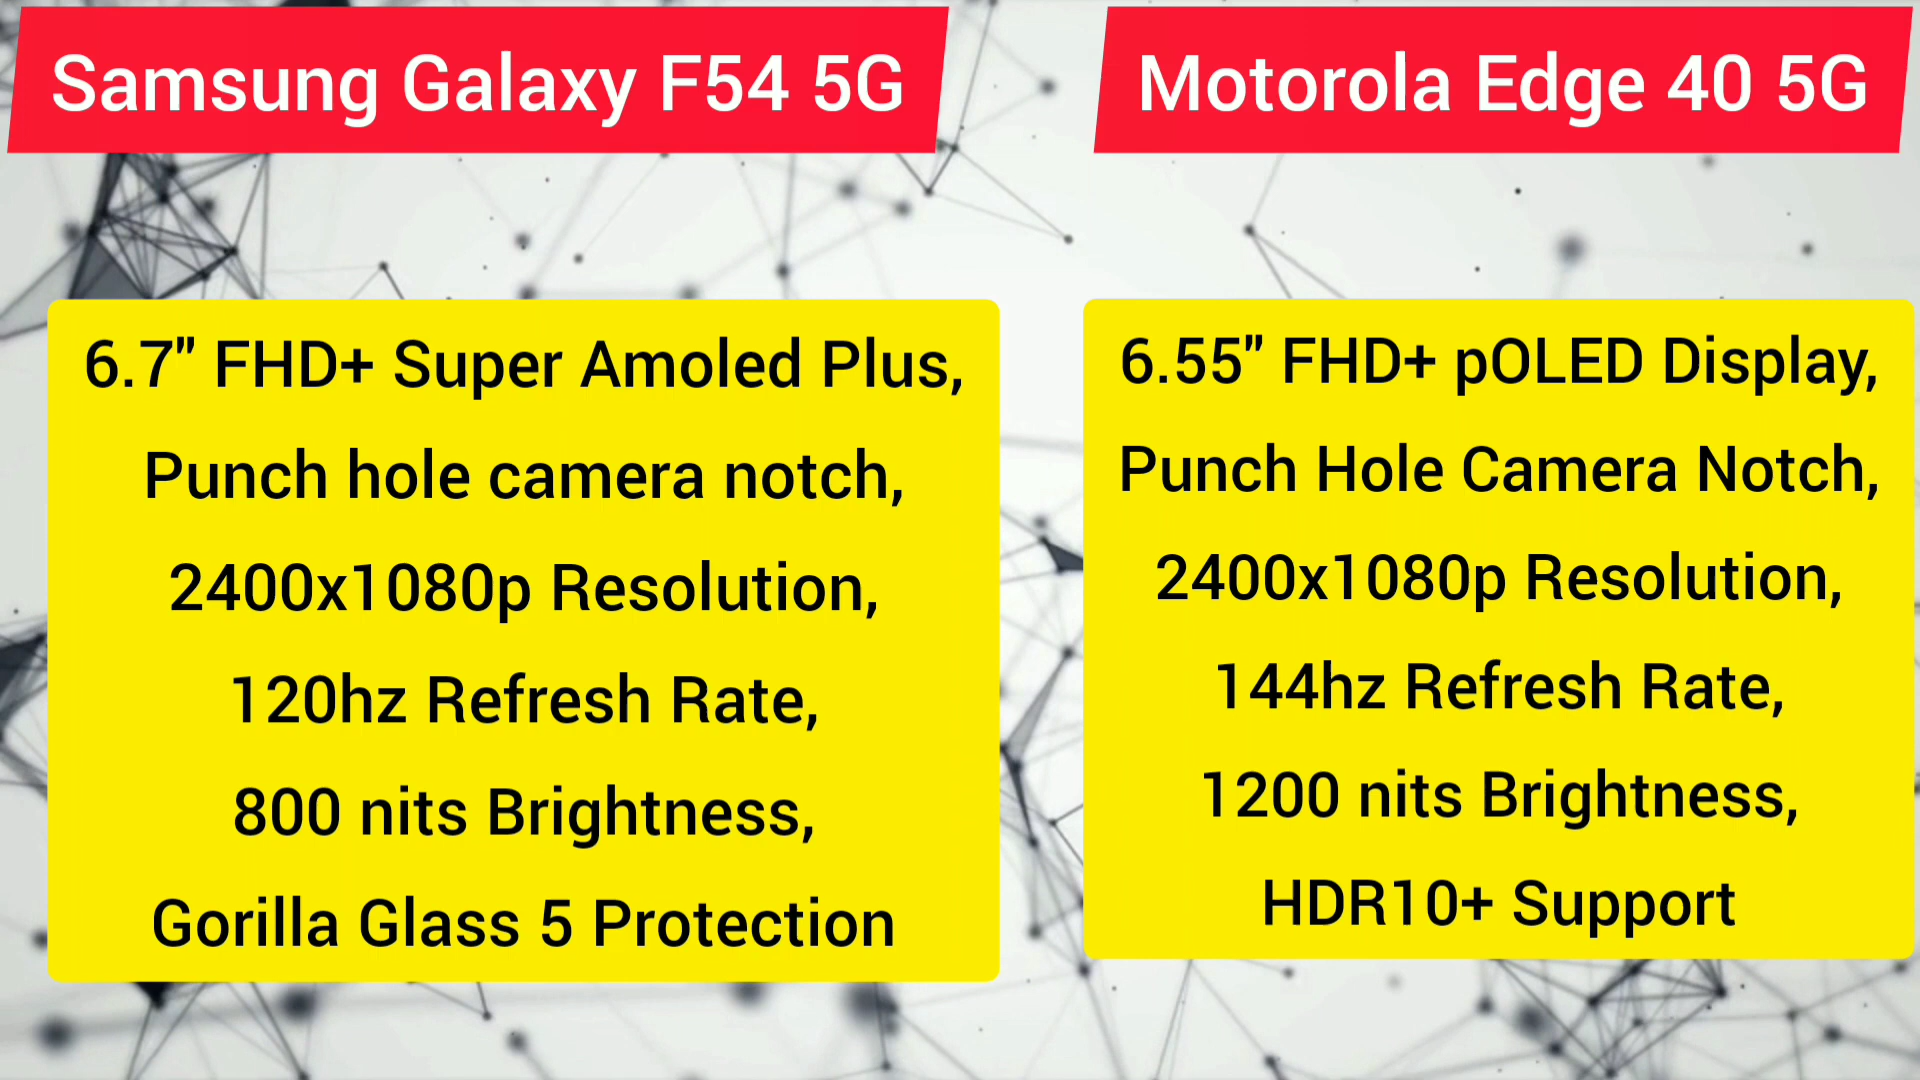 Samsung Galaxy F54 5G
6.7" FHD+ Super Amoled Plus,
Punch hole camera notch,
2400x1080p Resolution,
120hz Refresh Rate,
800 nits Brightness,
Gorilla Glass 5 Protection
Motorola Edge 40 5G
6.55" FHD+ pOLED Display,
Punch Hole Camera Notch,
2400x1080p Resolution,
144hz Refresh Rate,
1200 nits Brightness,
HDR10+ Support